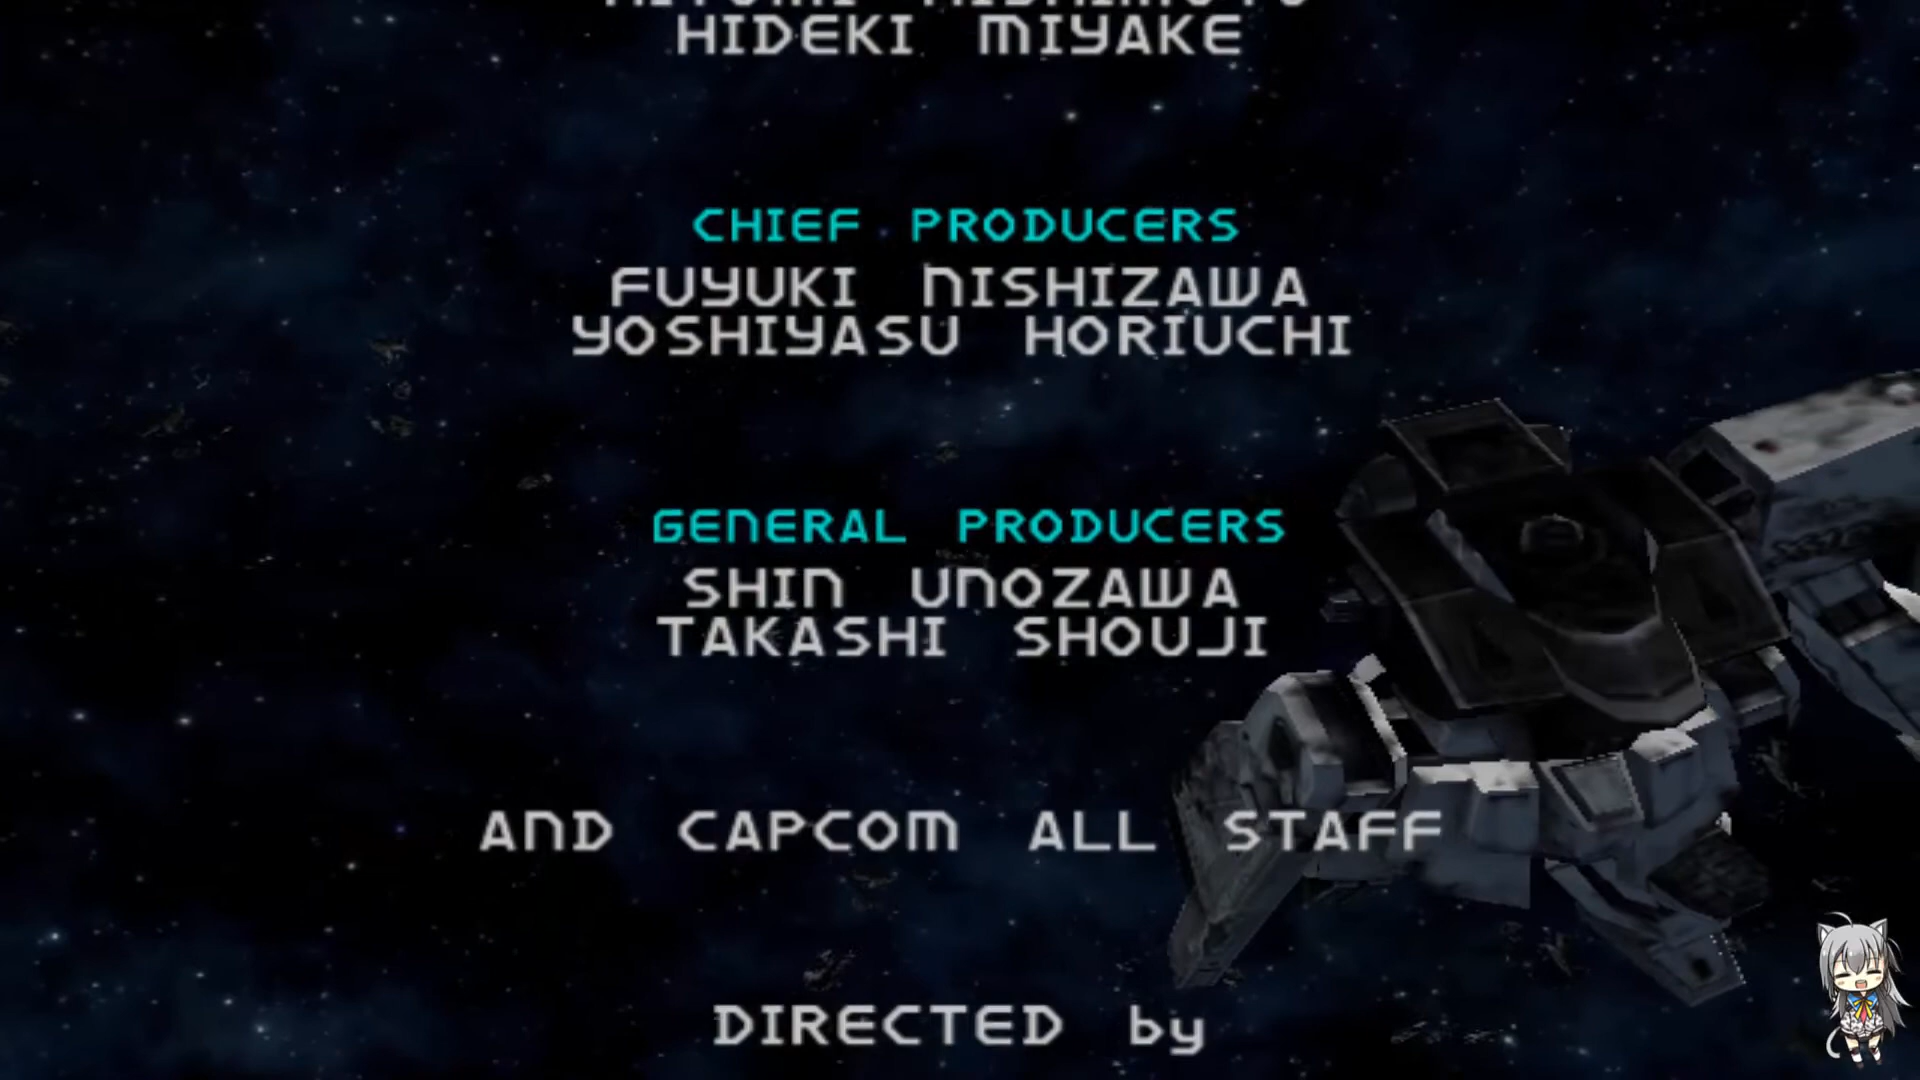 HIDEKI MIYAKE
CHIEF PRODUCERS
FUYUKI NISHIZAWA
YOSHIYASU HORIUCHI
GENERAL PRODUCERS
SHIN UNOZAWA
TAKASHI SHOUJI
AND CAPCOM ALL STAFF
DIRECTED by